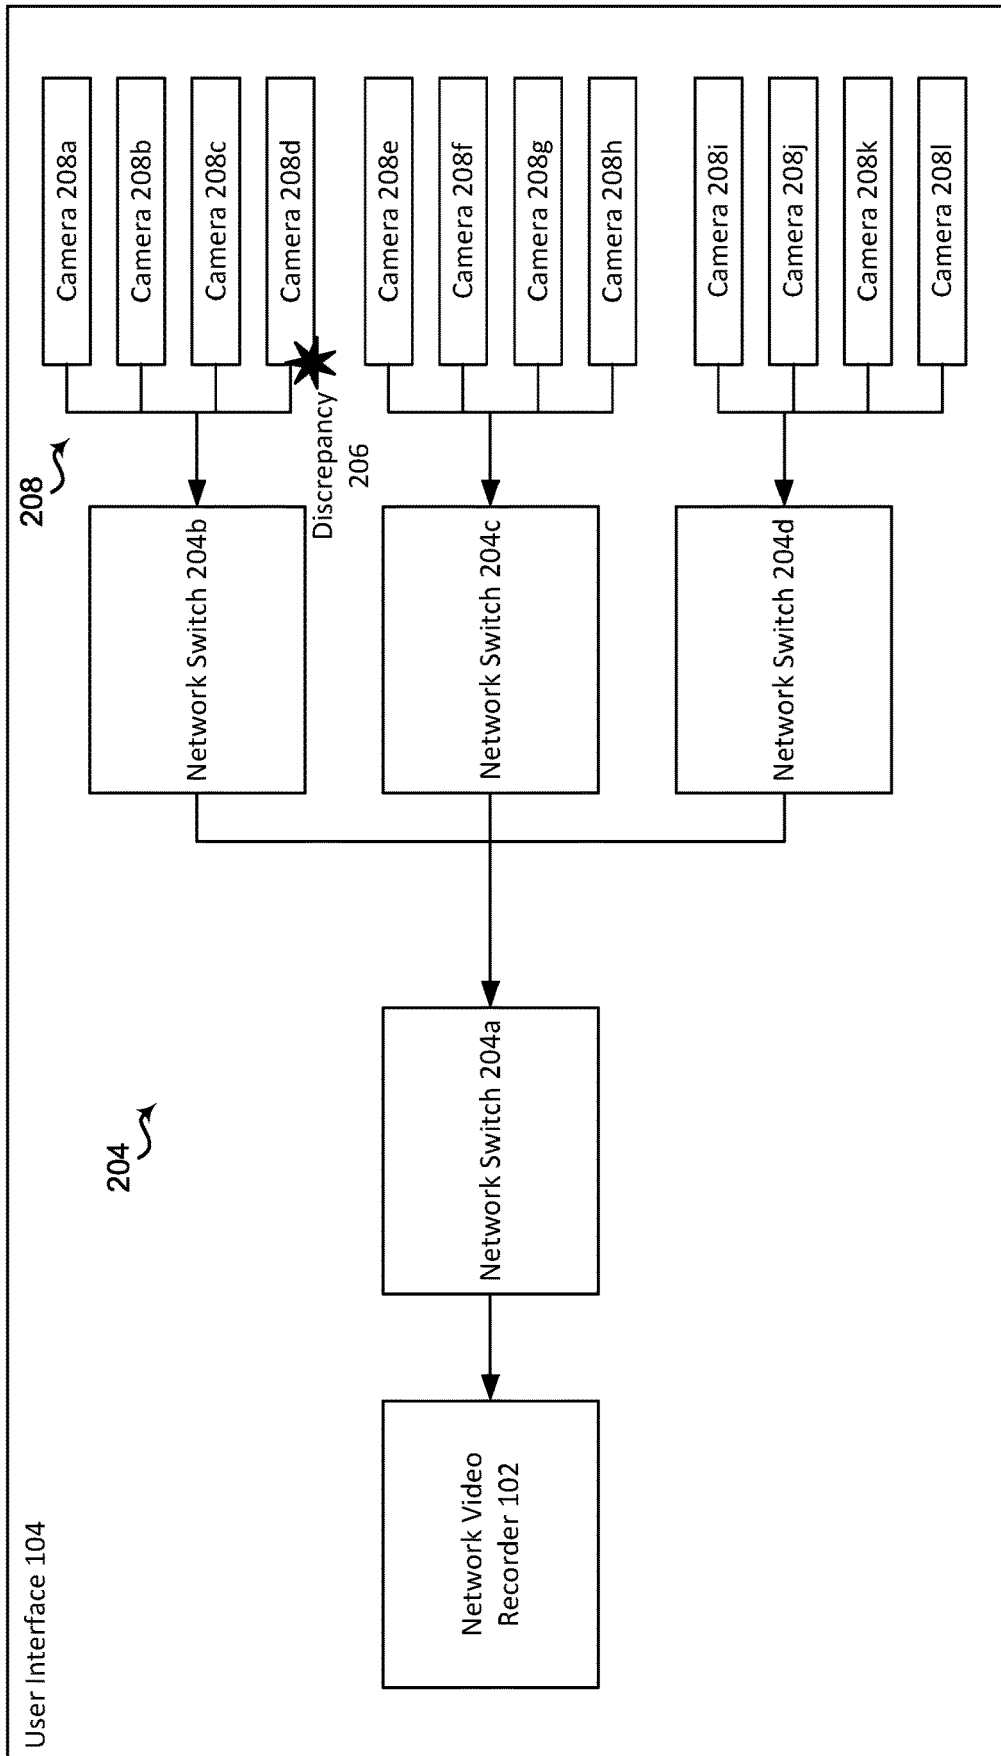 User Interface 104
204
208
Network Video
Recorder 102
Network Switch 204a
Network Switch 204b
Network Switch 204c
Network Switch 204d
Camera 208a
Camera 208b
Camera 208c
Camera 208d
Discrepancy
206
Camera 208e
Camera 208f
Camera 208g
Camera 208h
Camera 208i
Camera 208j
Camera 208k
Camera 208l